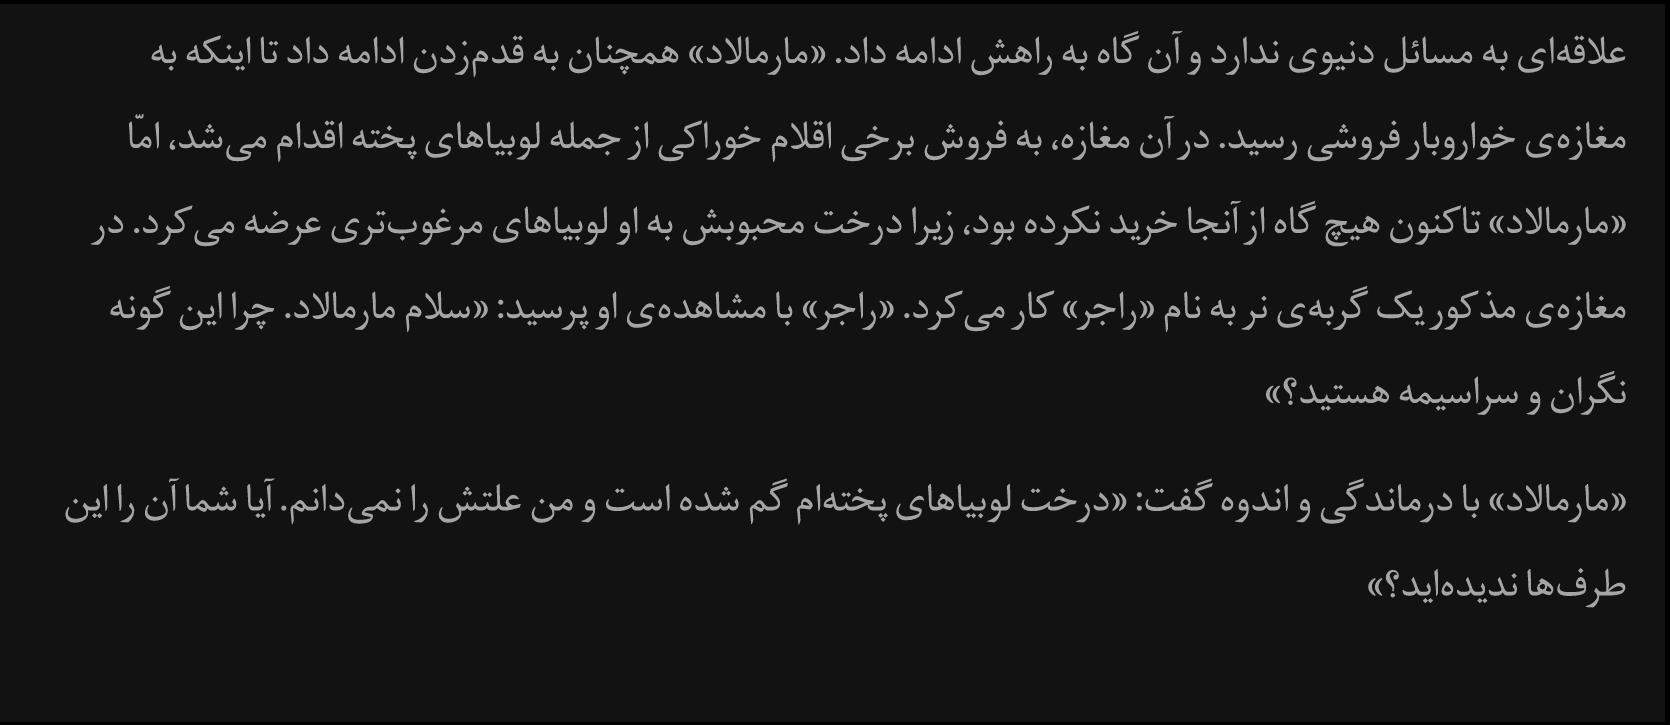 علاقه‌ای به مسائل دنیوی ندارد و آن گاه به راهش ادامه داد. «مارمالاد» همچنان به قدم‌زدن ادامه داد تا اینکه به
مغازه‌ی خواروبار فروشی رسید. در آن مغازه، به فروش برخی اقلام خوراکی از جمله لوبیاهای پخته اقدام می‌شد، امّا
«مارمالاد» تاکنون هیچ گاه از آنجا خرید نکرده بود، زیرا درخت محبوبش به او لوبیاهای مرغوب‌تری عرضه می‌کرد. در
مغازه‌ی مذکور یک گربه‌ی نر به نام «راجر» کار می‌کرد. «راجر» با مشاهده‌ی او پرسید: «سلام مارمالاد. چرا این گونه
نگران و سراسیمه هستید؟»
«مارمالاد» با درماندگی و اندوه گفت: «درخت لوبیاهای پخته‌ام گم شده است و من علتش را نمی‌دانم. آیا شما آن را این
طرف‌ها ندیده‌اید؟»